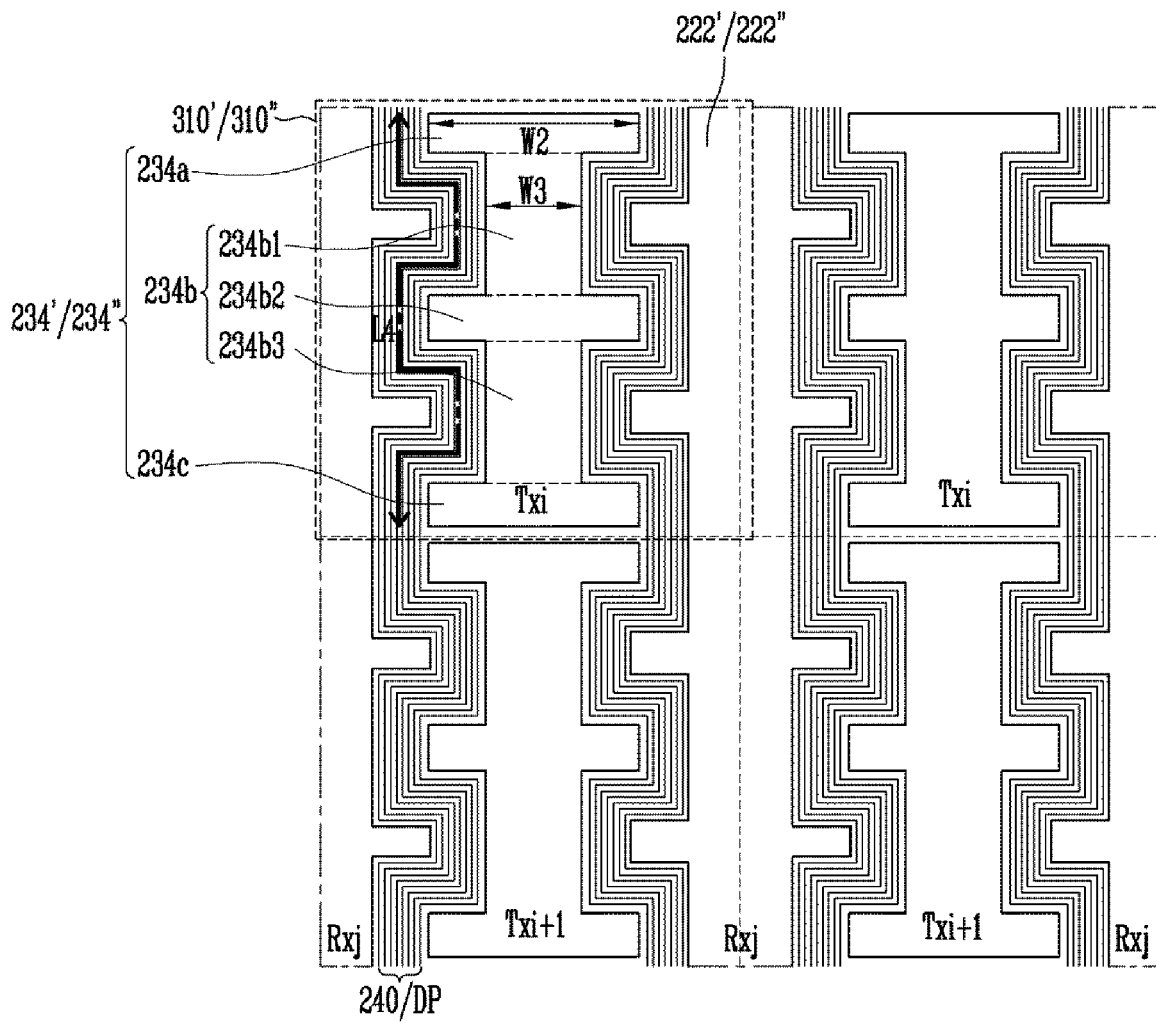 222'/222"
310'/310"
W2
234a
W3
234b1
234b
234b2
234'/234"
L4
234b3
234c
Txi
Txi
Rxj
Txi+1
Rxj
Txi+1
Rxj
240/DP